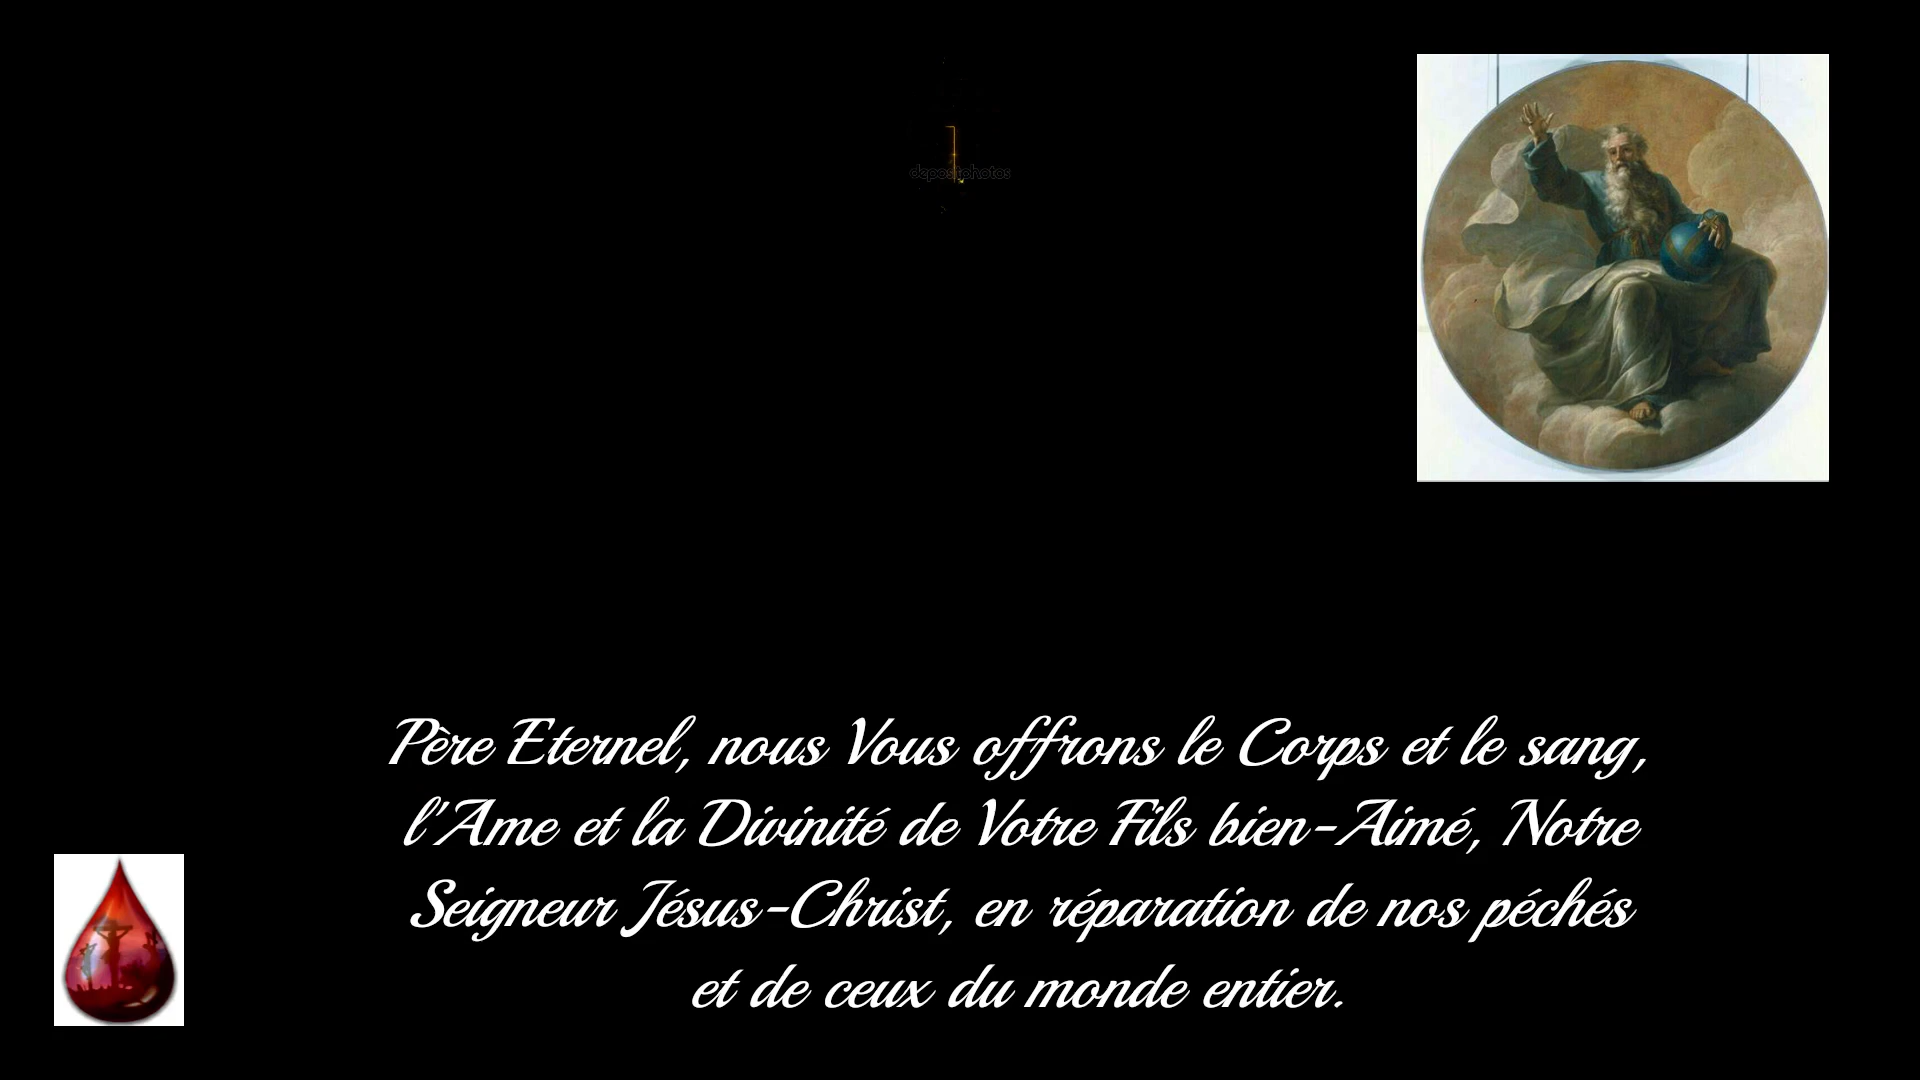 depositphotos
Père Eternel, nous Vous offrons le Corps et le sang,
l'Ame et la Divinité de Votre Fils bien-Aimé, Notre
Seigneur Jésus-Christ, en réparation de nos péchés
et de ceux du monde entier.